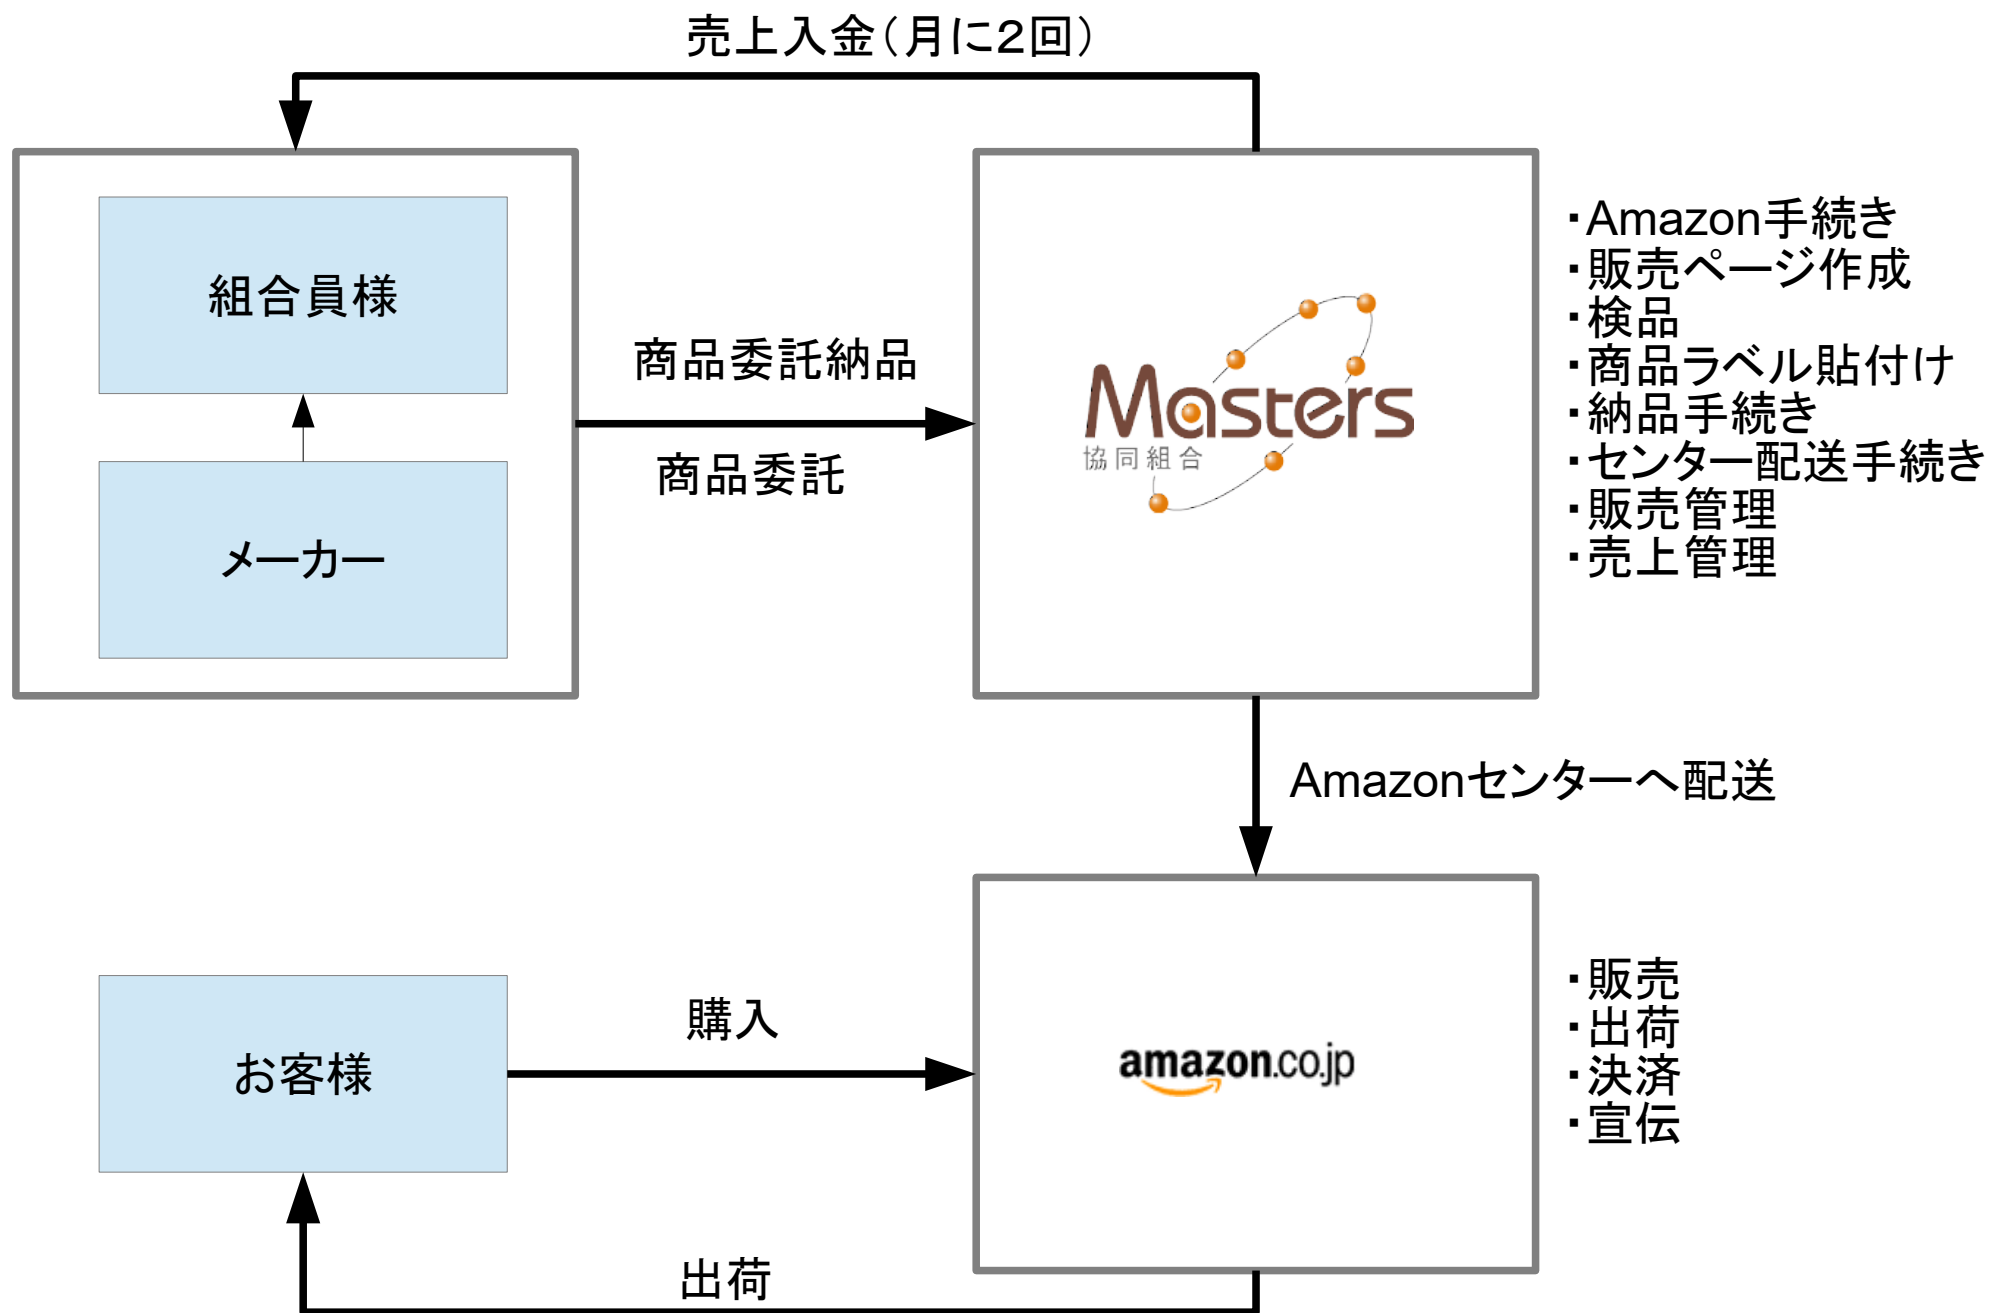 売上入金（月に２回）
組合員様
メーカー
商品委託納品
商品委託
Masters
協同組合
・Amazon手続き
・販売ページ作成
・検品
・商品ラベル貼付け
・納品手続き
・センター配送手続き
・販売管理
・売上管理
Amazonセンターへ配送
お客様
購入
amazon.co.jp
・販売
・出荷
・決済
・宣伝
出荷